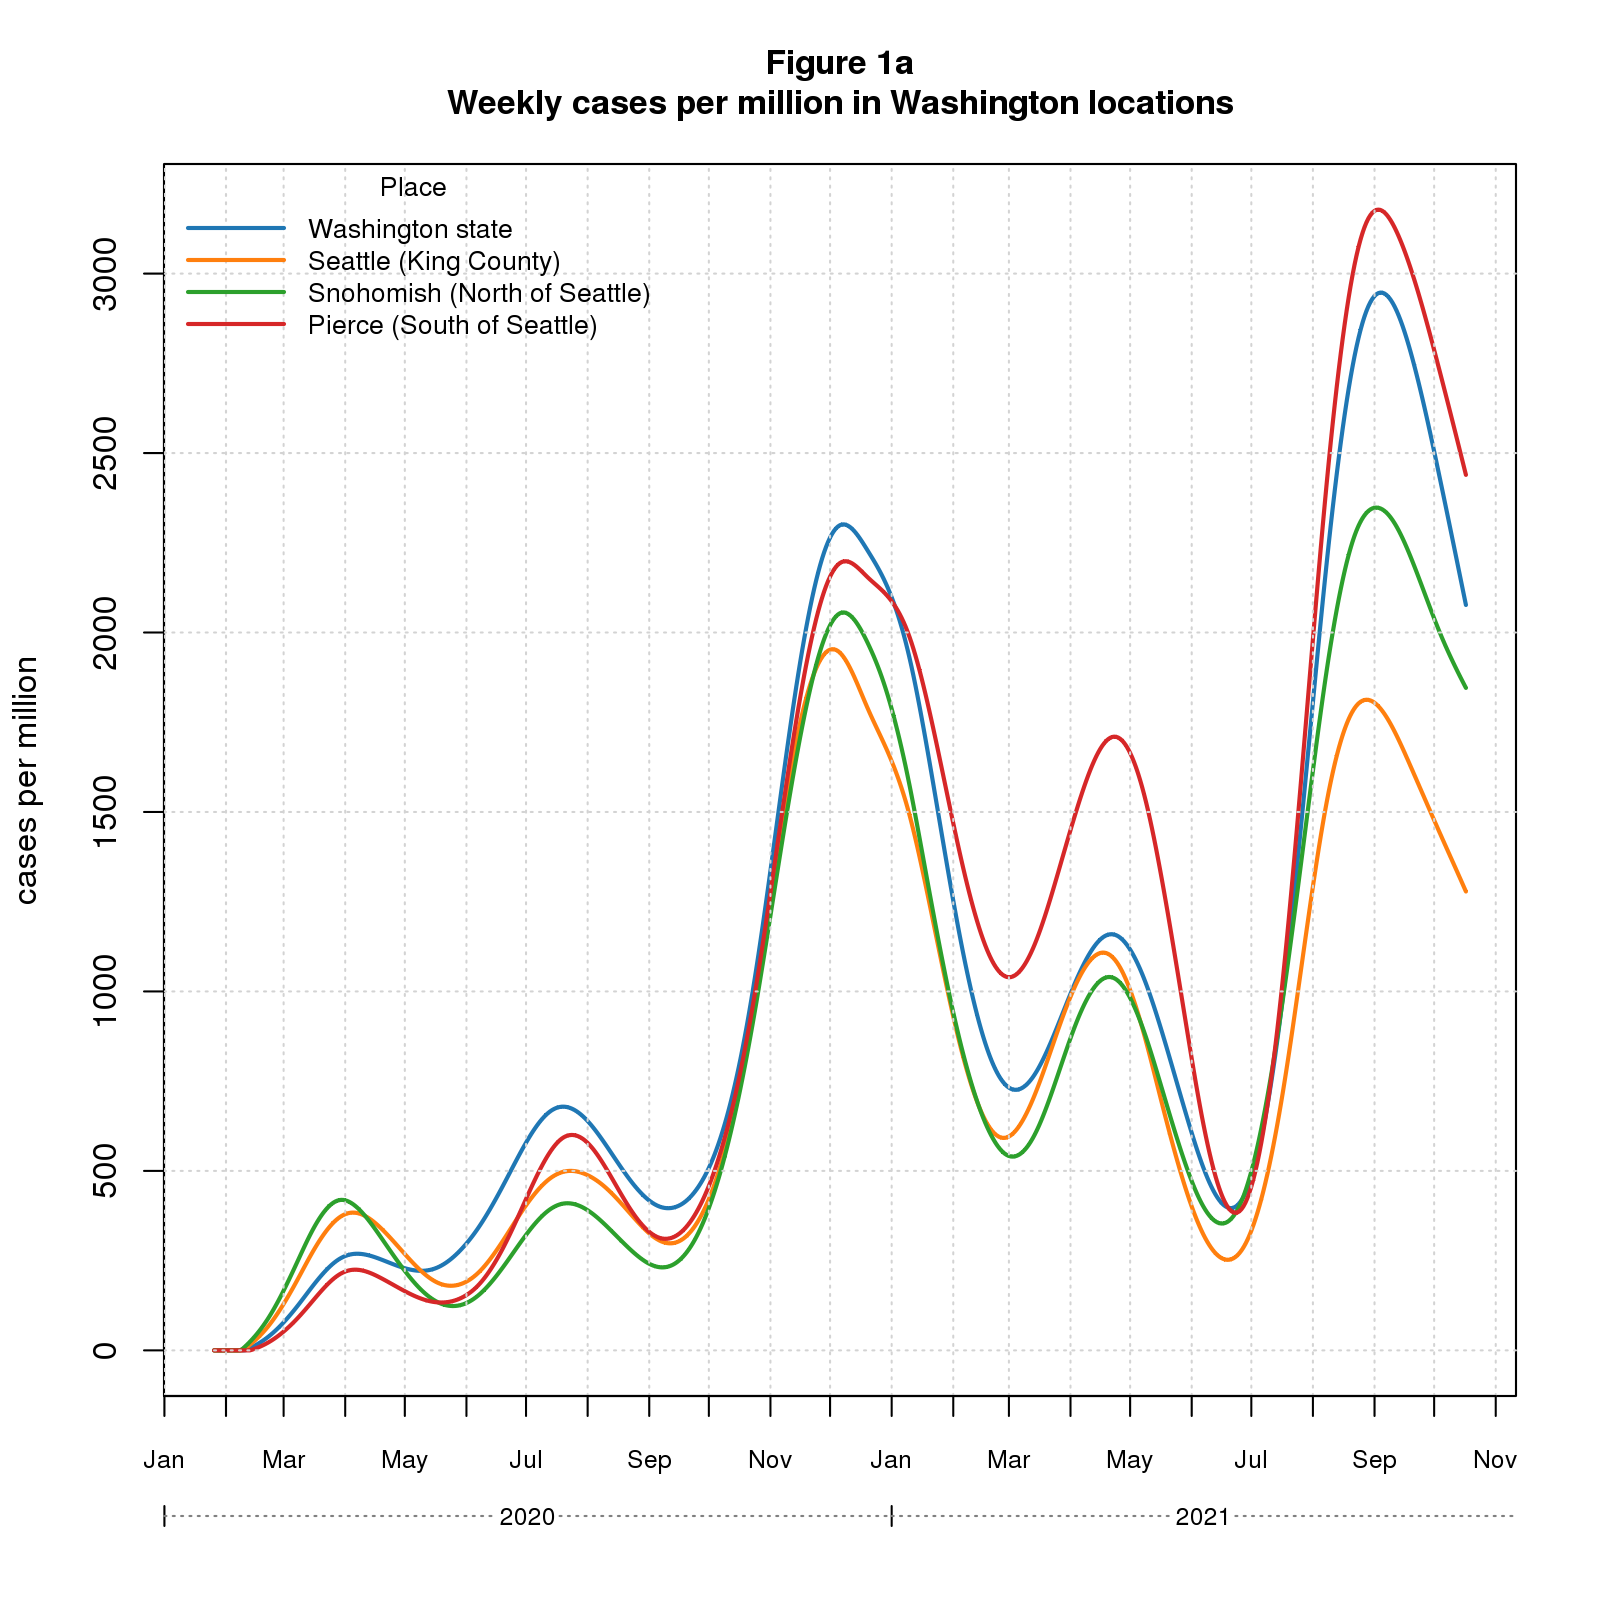 Figure 1a
Weekly cases per million in Washington locations
Place
Washington state
Seattle (King County)
Snohomish (North of Seattle)
Pierce (South of Seattle)
cases per million
3000
2500
2000
1500
1000
500
0
Jan Mar May Jul Sep Nov Jan Mar May Jul Sep Nov
2020 2021